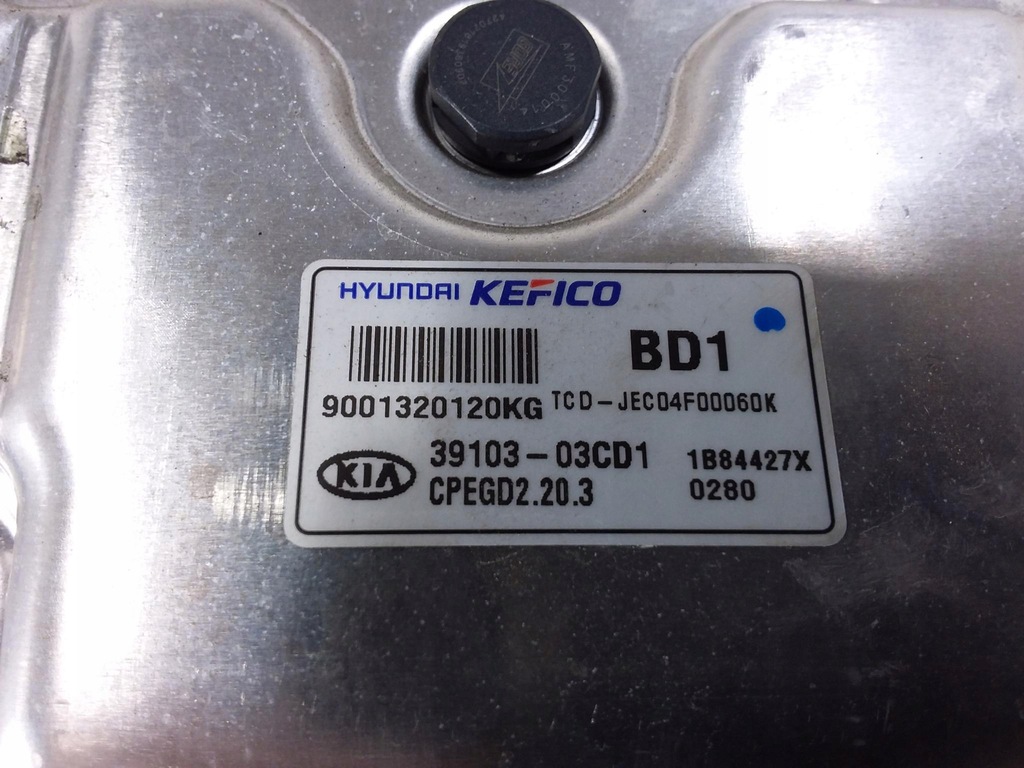 HYUNDAI KEFICO
BD1
9001320120KG
TCD-JEC04F00060K
KIA
39103-03CD1
1B84427X
CPEGD2.20.3
0280